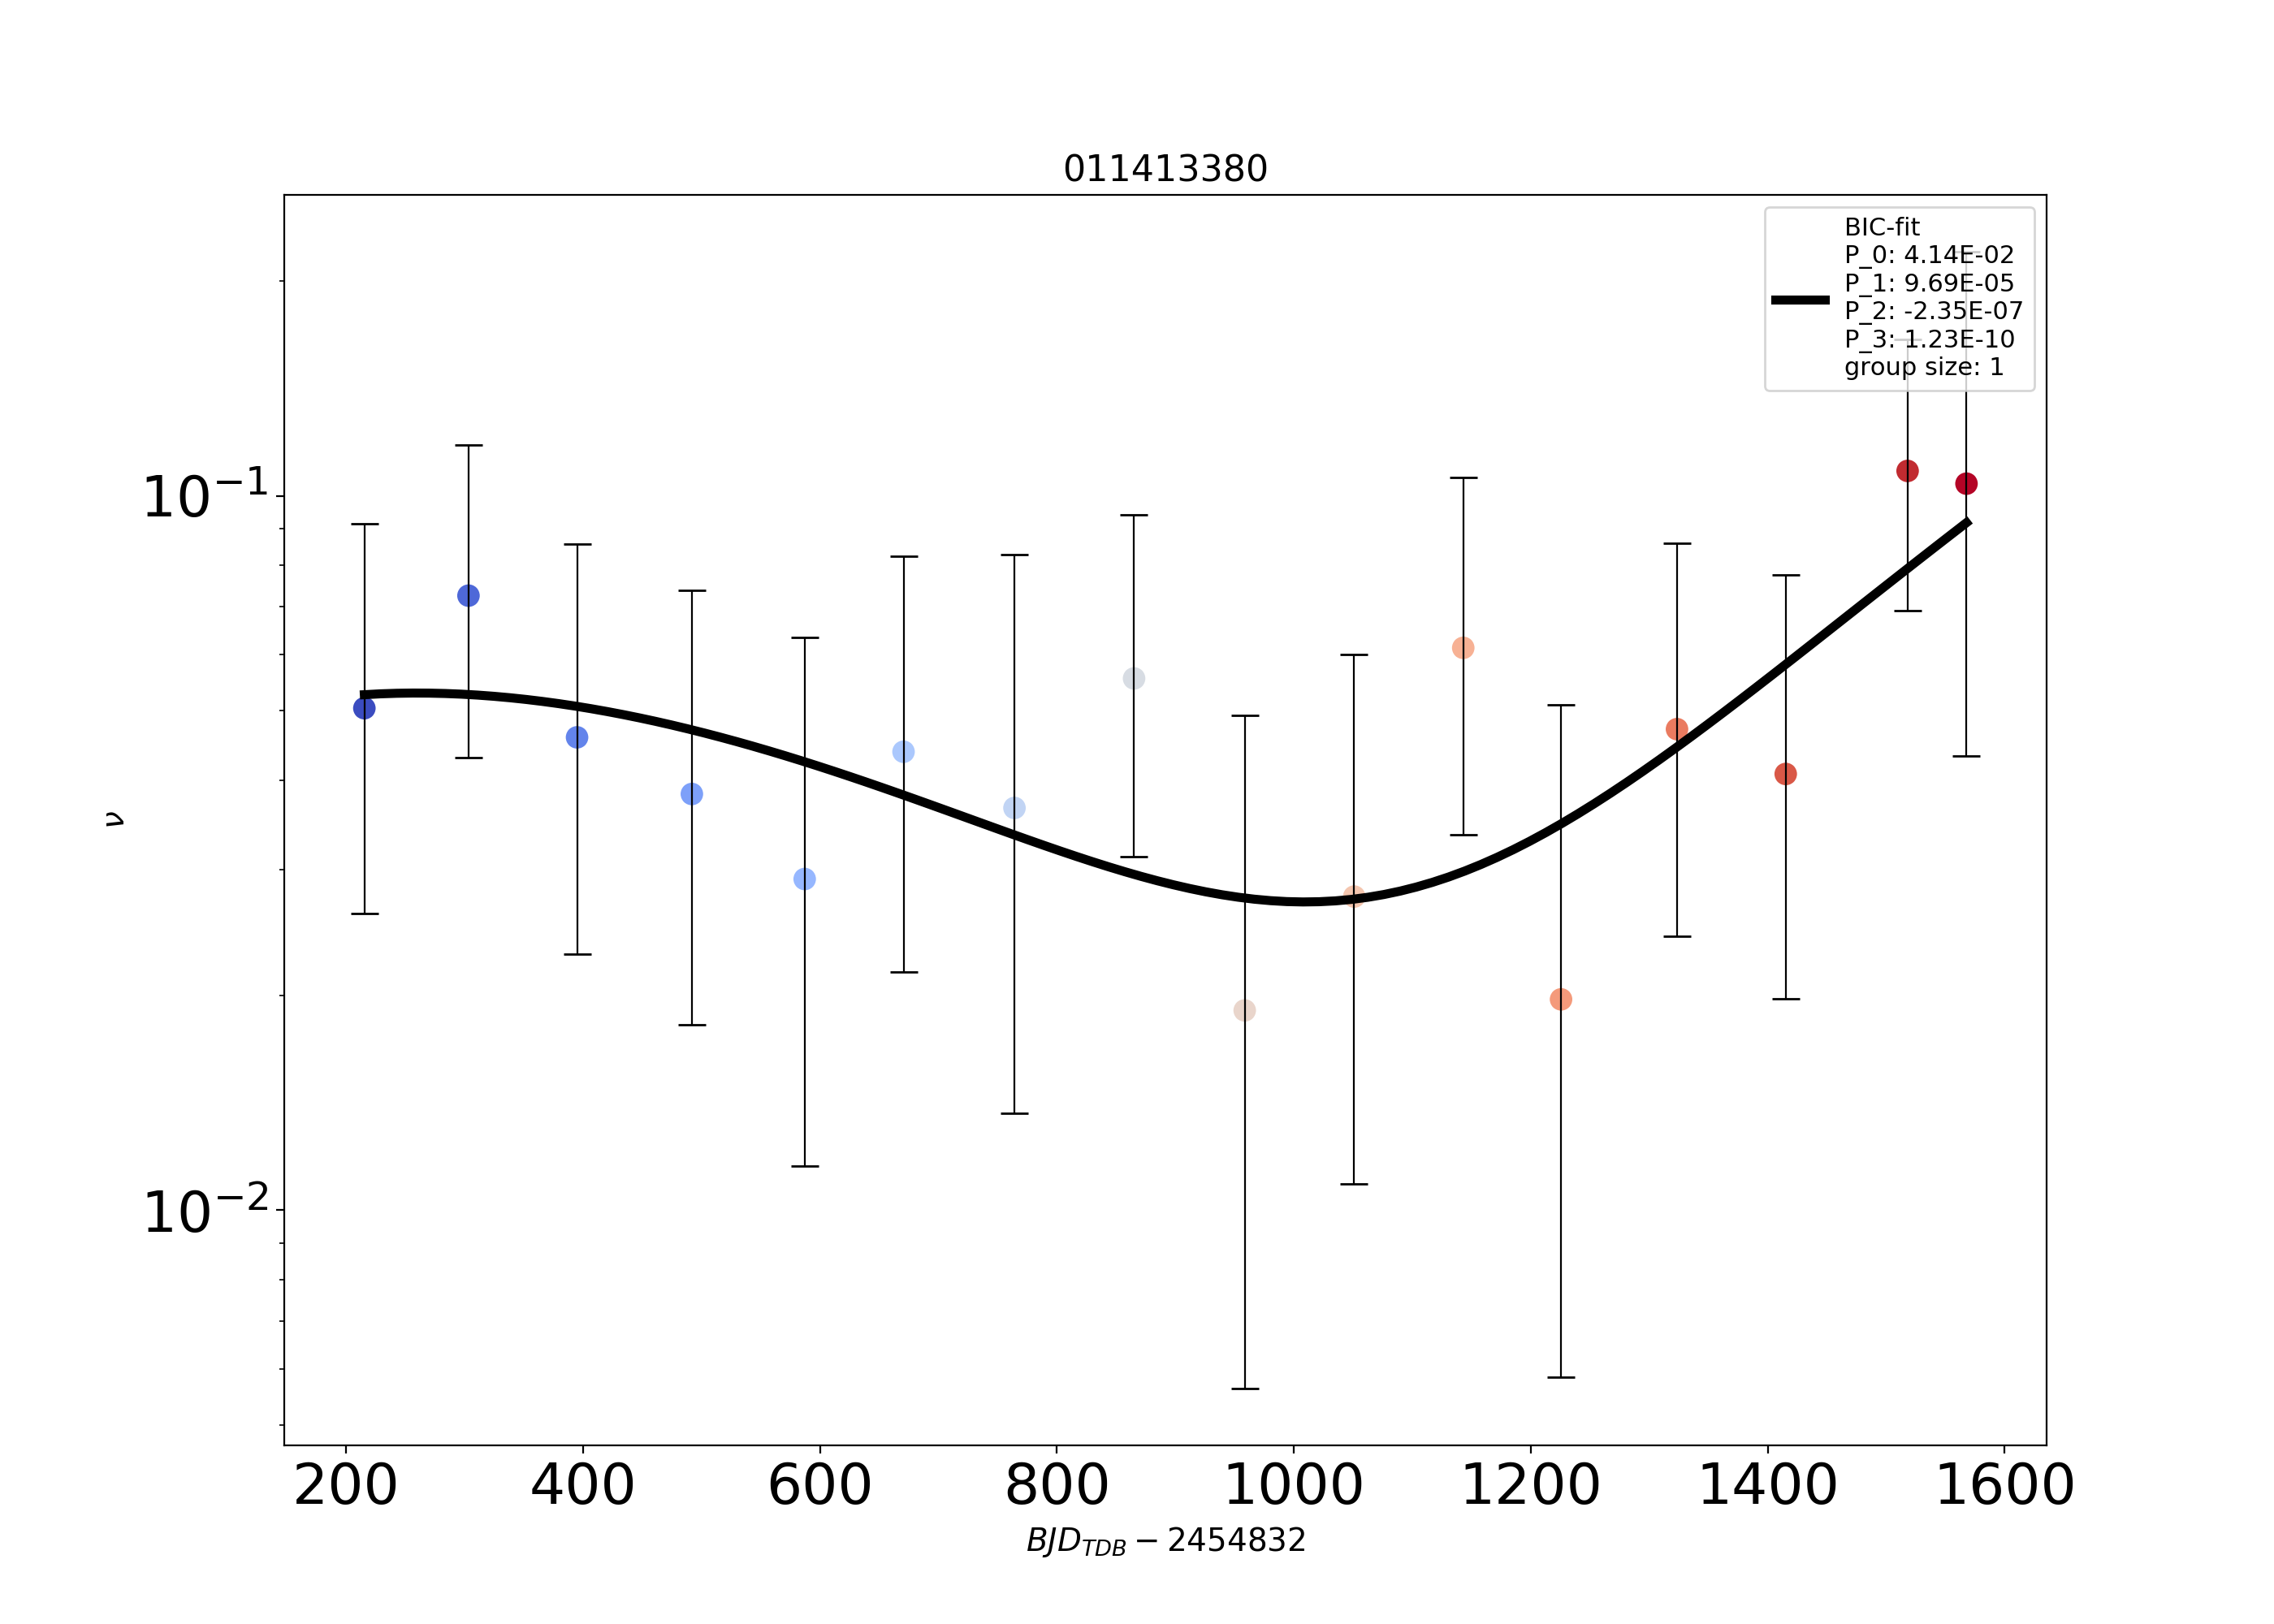 011413380
BIC-fit
P_0: 4.14E-02
P_1: 9.69E-05
P_2: -2.35E-07
P_3: 1.23E-10
group size: 1
10⁻¹
ν
10⁻²
200 400 600 800 1000 1200 1400 1600
BJD_TDB − 2454832